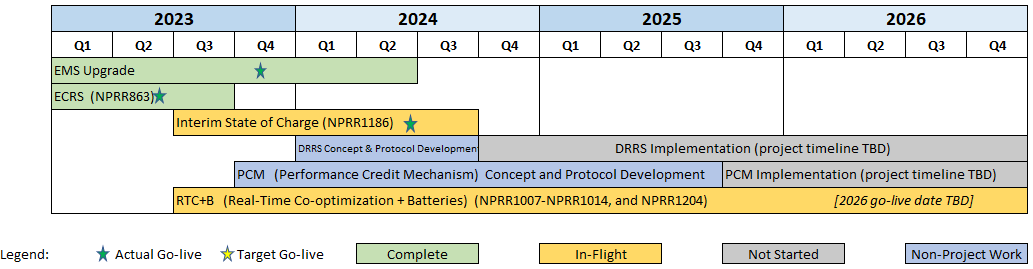 2023 2024 2025 2026
Q1 Q2 Q3 Q4 Q1 Q2 Q3 Q4 Q1 Q2 Q3 Q4 Q1 Q2 Q3 Q4
EMS Upgrade
ECRS (NPRR863)
Interim State of Charge (NPRR1186)
DRRS Concept & Protocol Development DRRS Implementation (project timeline TBD)
PCM (Performance Credit Mechanism) Concept and Protocol Development PCM Implementation (project timeline TBD)
RTC+B (Real-Time Co-optimization + Batteries) (NPRR1007-NPRR1014, and NPRR1204) [2026 go-live date TBD]
Legend: Actual Go-live Target Go-live Complete In-Flight Not Started Non-Project Work